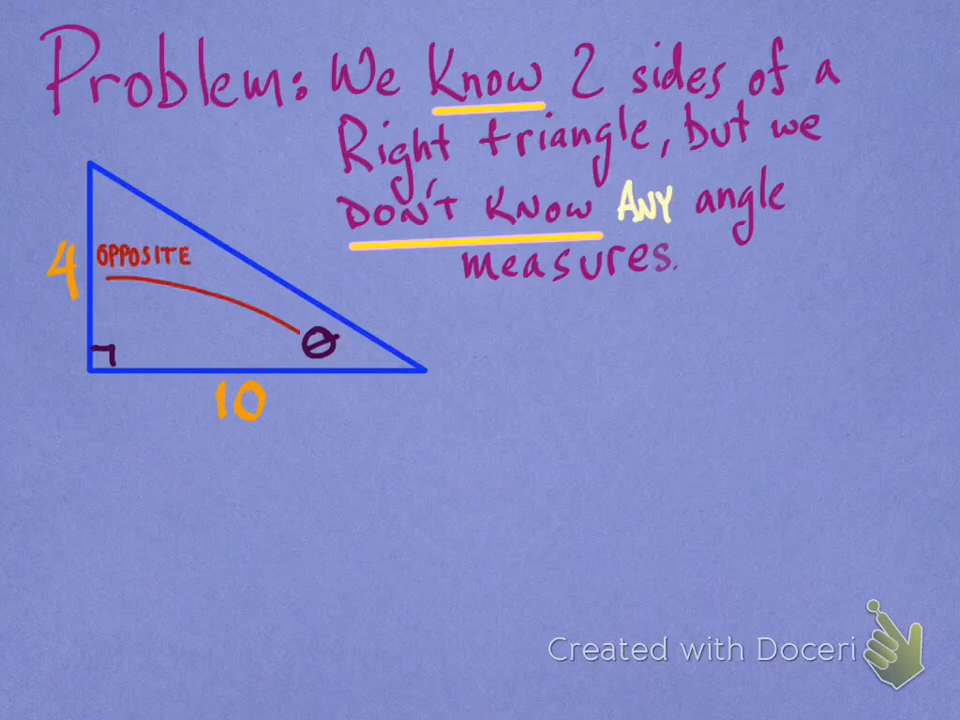 Problem: We Know 2 sides of a
Right triangle, but we
DON'T KNOW ANY angle
measures.
4
OPPOSITE
θ
10
Created with Doceri